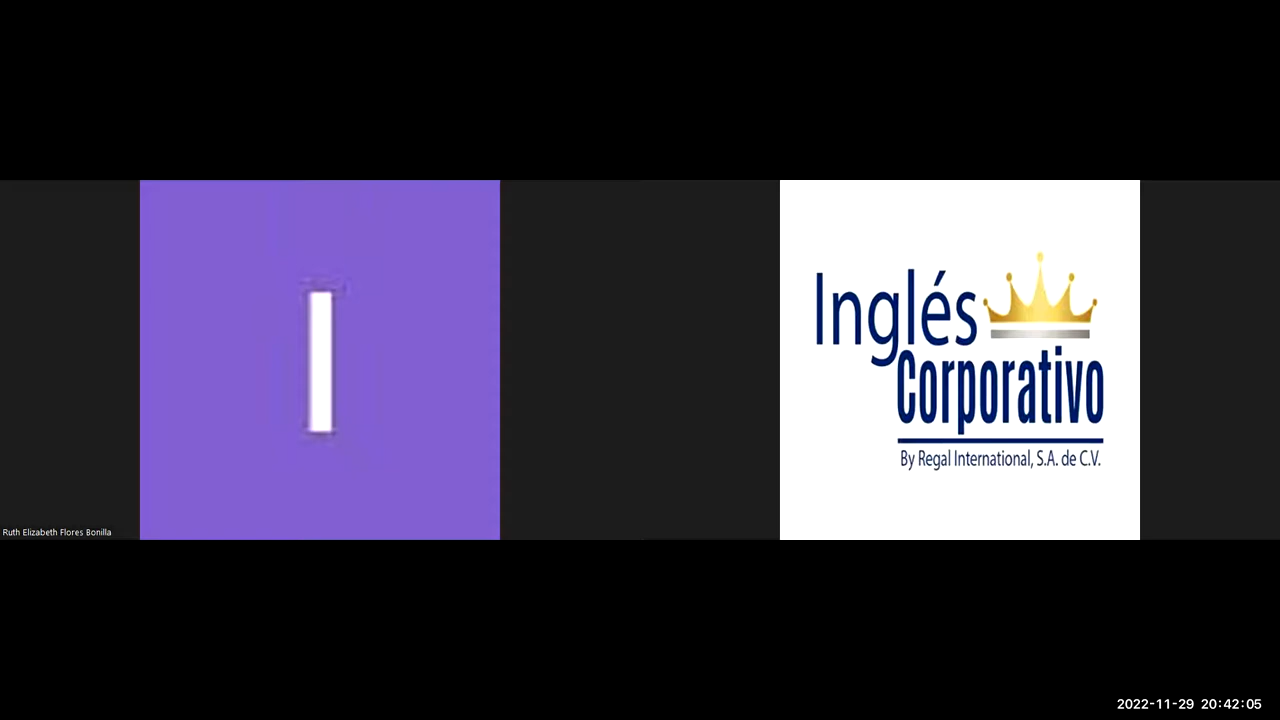 I
Ruth Elizabeth Flores Bonilla
Inglés
Corporativo
By Regal International, S.A. de C.V.
2022-11-29 20:42:05